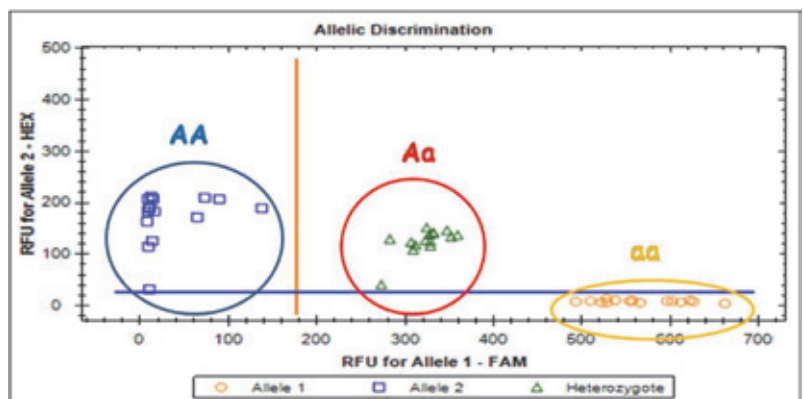 Allelic Discrimination
RFU for Allele 2 - HEX
500
400
300
200
100
0
AA
Aa
aa
0 100 200 300 400 500 600 700
RFU for Allele 1 - FAM
Allele 1 Allele 2 Heterozygote